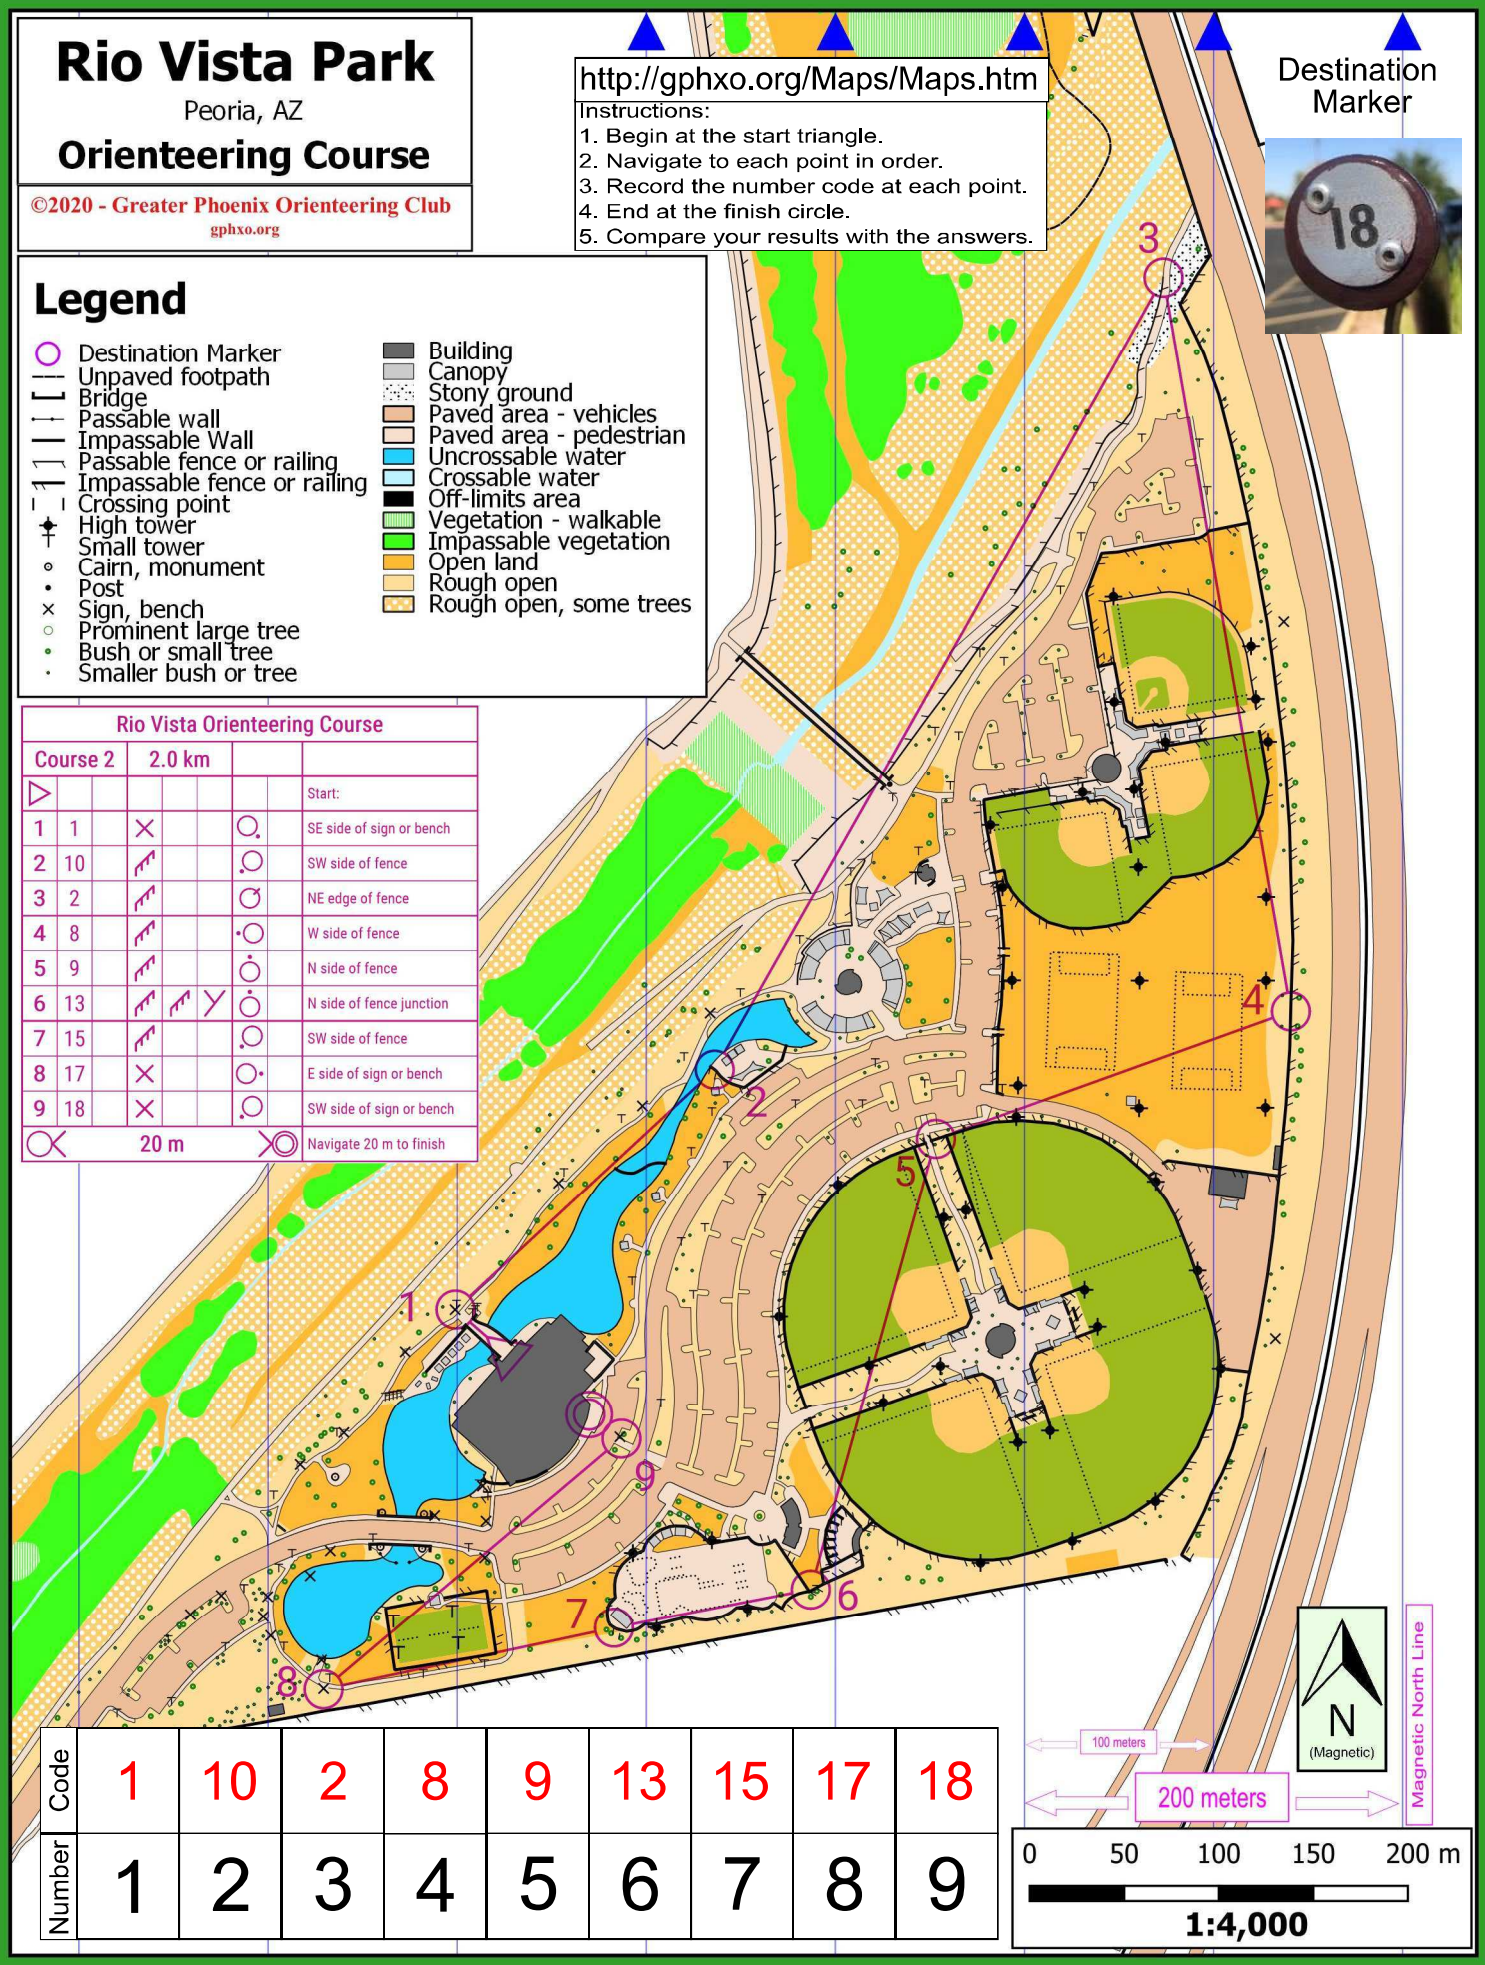 Rio Vista Park
Peoria, AZ
Orienteering Course
©2020 - Greater Phoenix Orienteering Club
gphxo.org
http://gphxo.org/Maps/Maps.htm
Instructions:
1. Begin at the start triangle.
2. Navigate to each point in order.
3. Record the number code at each point.
4. End at the finish circle.
5. Compare your results with the answers.
Destination
Marker
18
Legend
Destination Marker
Unpaved footpath
Bridge
Passable wall
Impassable Wall
Passable fence or railing
Impassable fence or railing
Crossing point
High tower
Small tower
Cairn, monument
Post
Sign, bench
Prominent large tree
Bush or small tree
Smaller bush or tree
Building
Canopy
Stony ground
Paved area - vehicles
Paved area - pedestrian
Uncrossable water
Crossable water
Off-limits area
Vegetation - walkable
Impassable vegetation
Open land
Rough open
Rough open, some trees
Rio Vista Orienteering Course
Course 2 2.0 km
Start:
1 1 SE side of sign or bench
2 10 SW side of fence
3 2 NE edge of fence
4 8 W side of fence
5 9 N side of fence
6 13 N side of fence junction
7 15 SW side of fence
8 17 E side of sign or bench
9 18 SW side of sign or bench
20 m Navigate 20 m to finish
3
4
2
5
1
9
6
7
8
N
(Magnetic)
Magnetic North Line
100 meters
200 meters
0 50 100 150 200 m
1:4,000
Code 1 10 2 8 9 13 15 17 18
Number 1 2 3 4 5 6 7 8 9